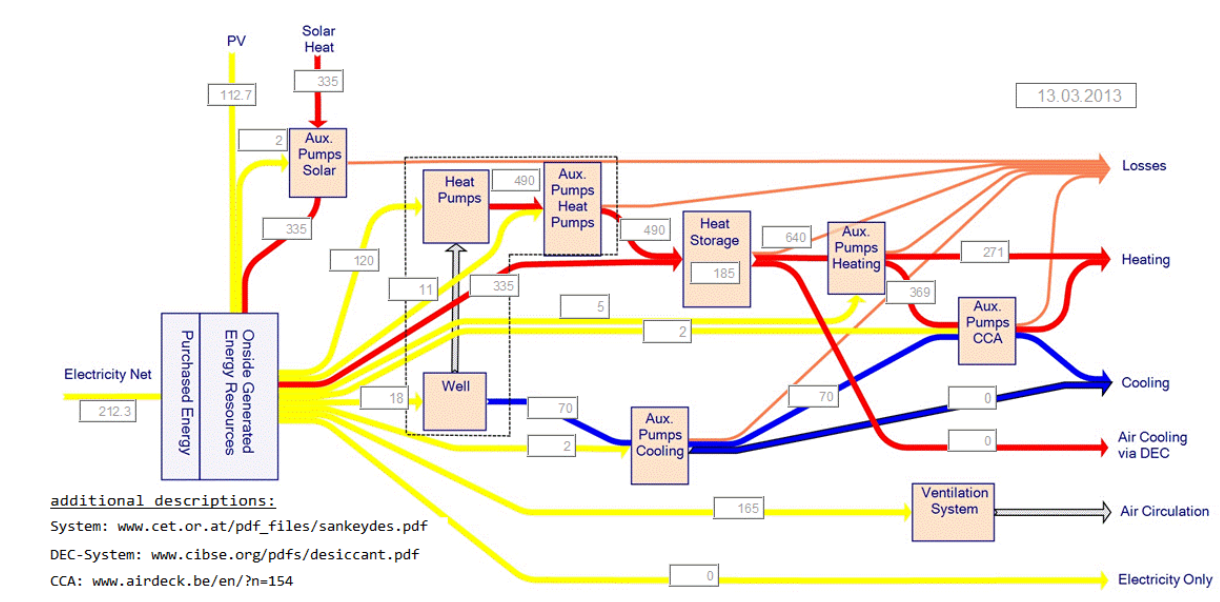 PV
Solar
Heat
112.7
335
13.03.2013
2
Aux.
Pumps
Solar
Losses
335
Heat
Pumps
490
Aux.
Pumps
Heat
Pumps
490
Heat
Storage
185
640
Aux.
Pumps
Heating
271
Heating
120
11
335
5
2
369
Aux.
Pumps
CCA
Electricity Net
212.3
Purchased Energy
Onside Generated
Energy Resources
18
Well
70
2
Aux.
Pumps
Cooling
70
0
Cooling
0
Air Cooling
via DEC
165
Ventilation
System
Air Circulation
0
Electricity Only
additional descriptions:
System: www.cet.or.at/pdf_files/sankeydes.pdf
DEC-System: www.cibse.org/pdfs/desiccant.pdf
CCA: www.airdeck.be/en/?n=154